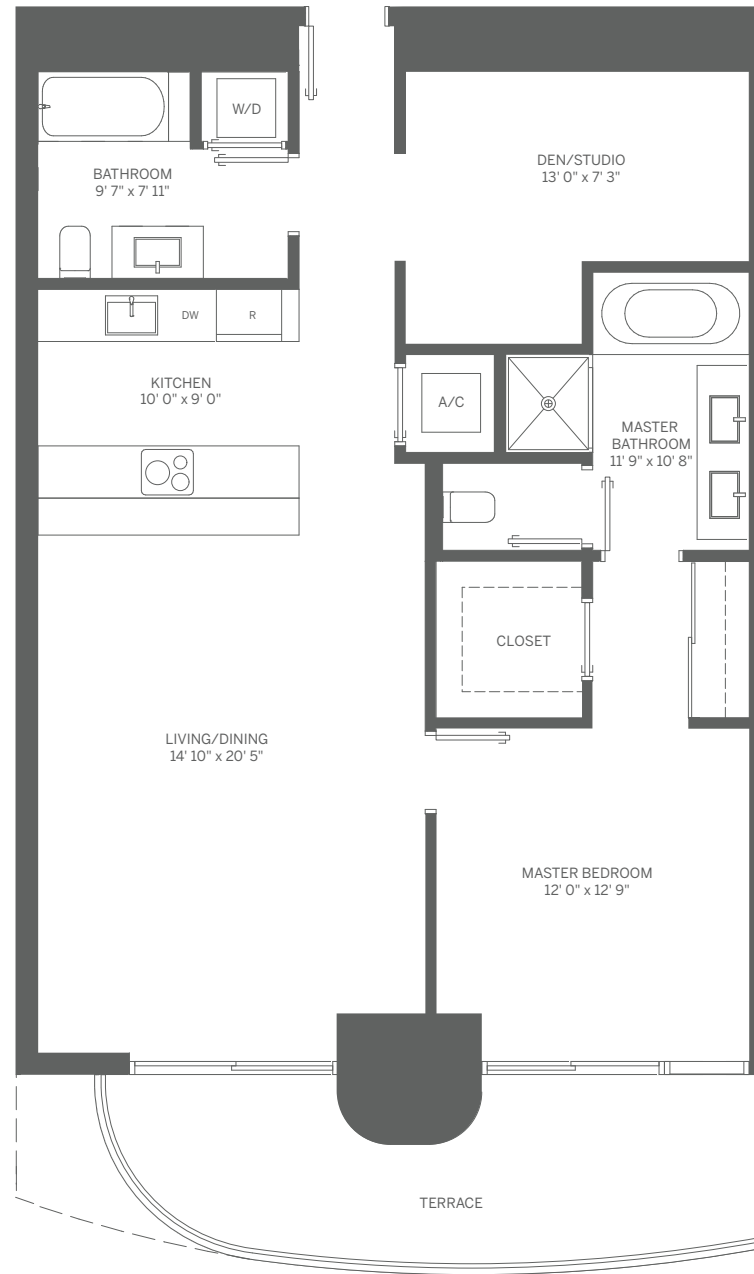 W/D
BATHROOM
9' 7" x 7' 11"
DEN/STUDIO
13' 0" x 7' 3"
DW
R
KITCHEN
10' 0" x 9' 0"
A/C
MASTER
BATHROOM
11' 9" x 10' 8"
CLOSET
LIVING/DINING
14' 10" x 20' 5"
MASTER BEDROOM
12' 0" x 12' 9"
TERRACE